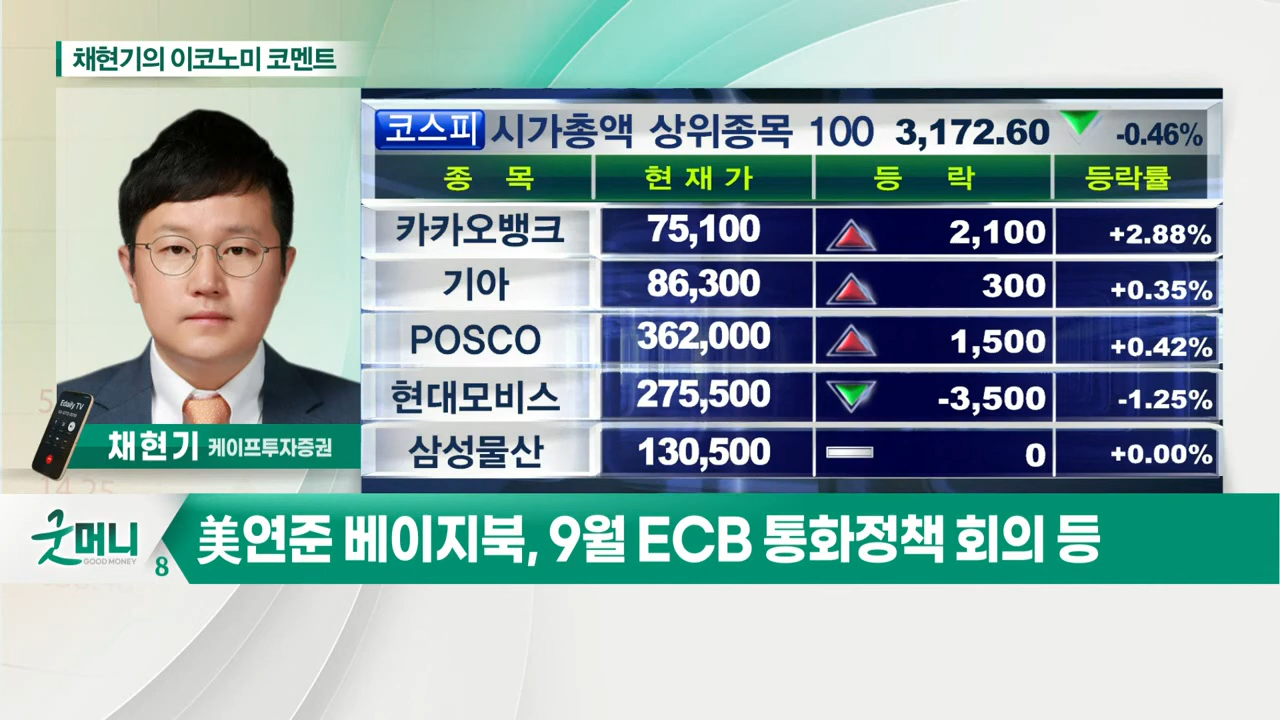 채현기의 이코노미 코멘트
코스피 시가총액 상위종목 100 3,172.60 -0.46%
종 목 현 재 가 등 락 등락률
카카오뱅크 75,100 2,100 +2.88%
기아 86,300 300 +0.35%
POSCO 362,000 1,500 +0.42%
현대모비스 275,500 -3,500 -1.25%
삼성물산 130,500 0 +0.00%
Edaily TV
채현기 케이프투자증권
굿머니
GOOD MONEY
8
美연준 베이지북, 9월 ECB 통화정책 회의 등